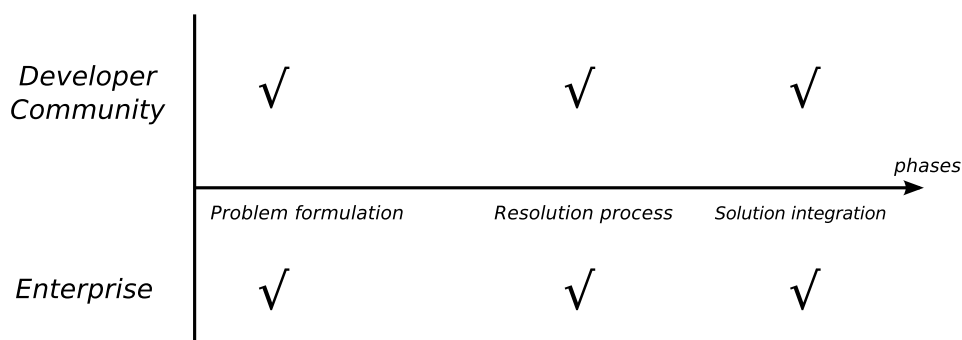 Developer
Community
√ √ √
phases
Problem formulation Resolution process Solution integration
Enterprise
√ √ √